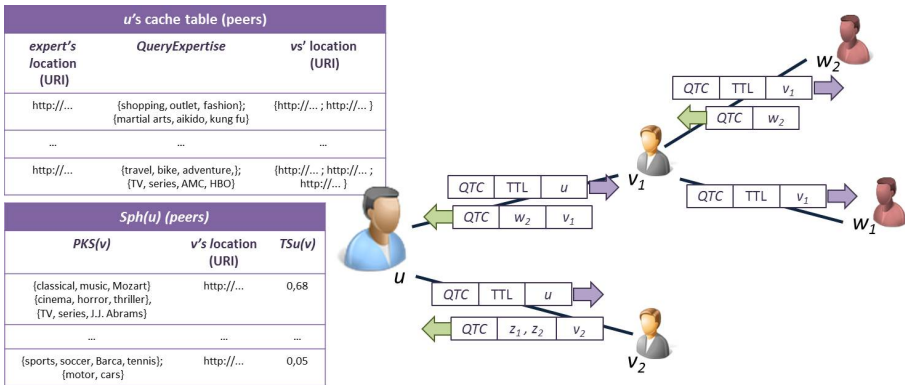 u's cache table (peers)
expert's QueryExpertise vs' location
location (URI)
(URI)
http://... {shopping, outlet, fashion}; {http://... ; http://... }
{martial arts, aikido, kung fu}
... ... ...
http://... {travel, bike, adventure,}; {http://... ; http://... ;
{TV, series, AMC, HBO} http://... }
Sph(u) (peers)
PKS(v) v's location TSu(v)
(URI)
{classical, music, Mozart} http://... 0,68
{cinema, horror, thriller},
{TV, series, J.J. Abrams}
... ... ...
{sports, soccer, Barca, tennis}; http://... 0,05
{motor, cars}
w2
QTC TTL v1
QTC w2
v1
QTC TTL u
QTC w2 v1
QTC TTL v1
w1
u
QTC TTL u
QTC z1 , z2 v2
v2